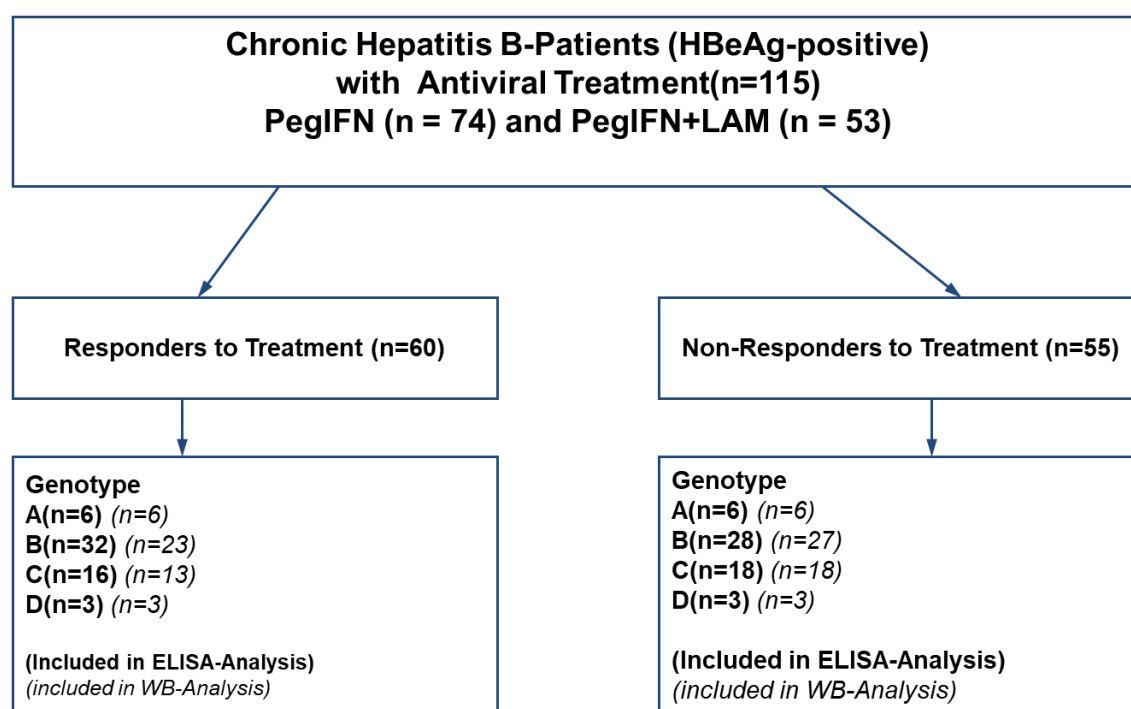 Chronic Hepatitis B-Patients (HBeAg-positive)
with Antiviral Treatment(n=115)
PegIFN (n = 74) and PegIFN+LAM (n = 53)
Responders to Treatment (n=60)
Non-Responders to Treatment (n=55)
Genotype
A(n=6) (n=6)
B(n=32) (n=23)
C(n=16) (n=13)
D(n=3) (n=3)
(Included in ELISA-Analysis)
(included in WB-Analysis)
Genotype
A(n=6) (n=6)
B(n=28) (n=27)
C(n=18) (n=18)
D(n=3) (n=3)
(Included in ELISA-Analysis)
(included in WB-Analysis)